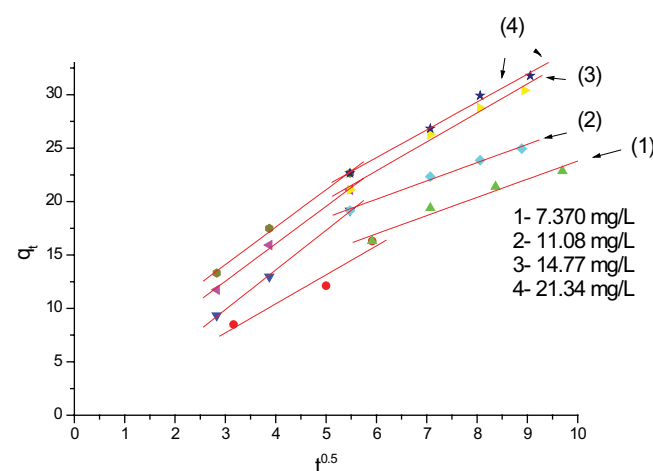 (4)
(3)
(2)
(1)
30
25
20
15
10
5
0
qt
1- 7.370 mg/L
2- 11.08 mg/L
3- 14.77 mg/L
4- 21.34 mg/L
0 1 2 3 4 5 6 7 8 9 10
t^0.5